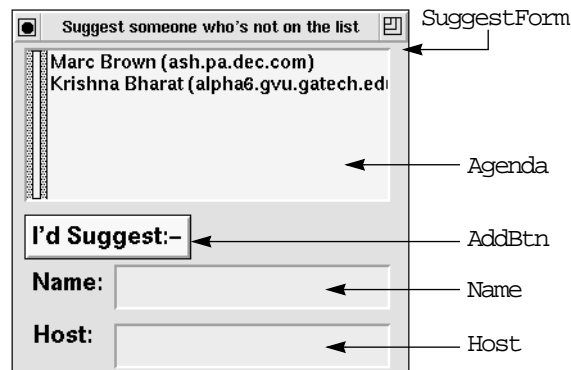 Suggest someone who's not on the list
SuggestForm
Marc Brown (ash.pa.dec.com)
Krishna Bharat (alpha6.gvu.gatech.edu
Agenda
I'd Suggest:–
AddBtn
Name:
Name
Host:
Host